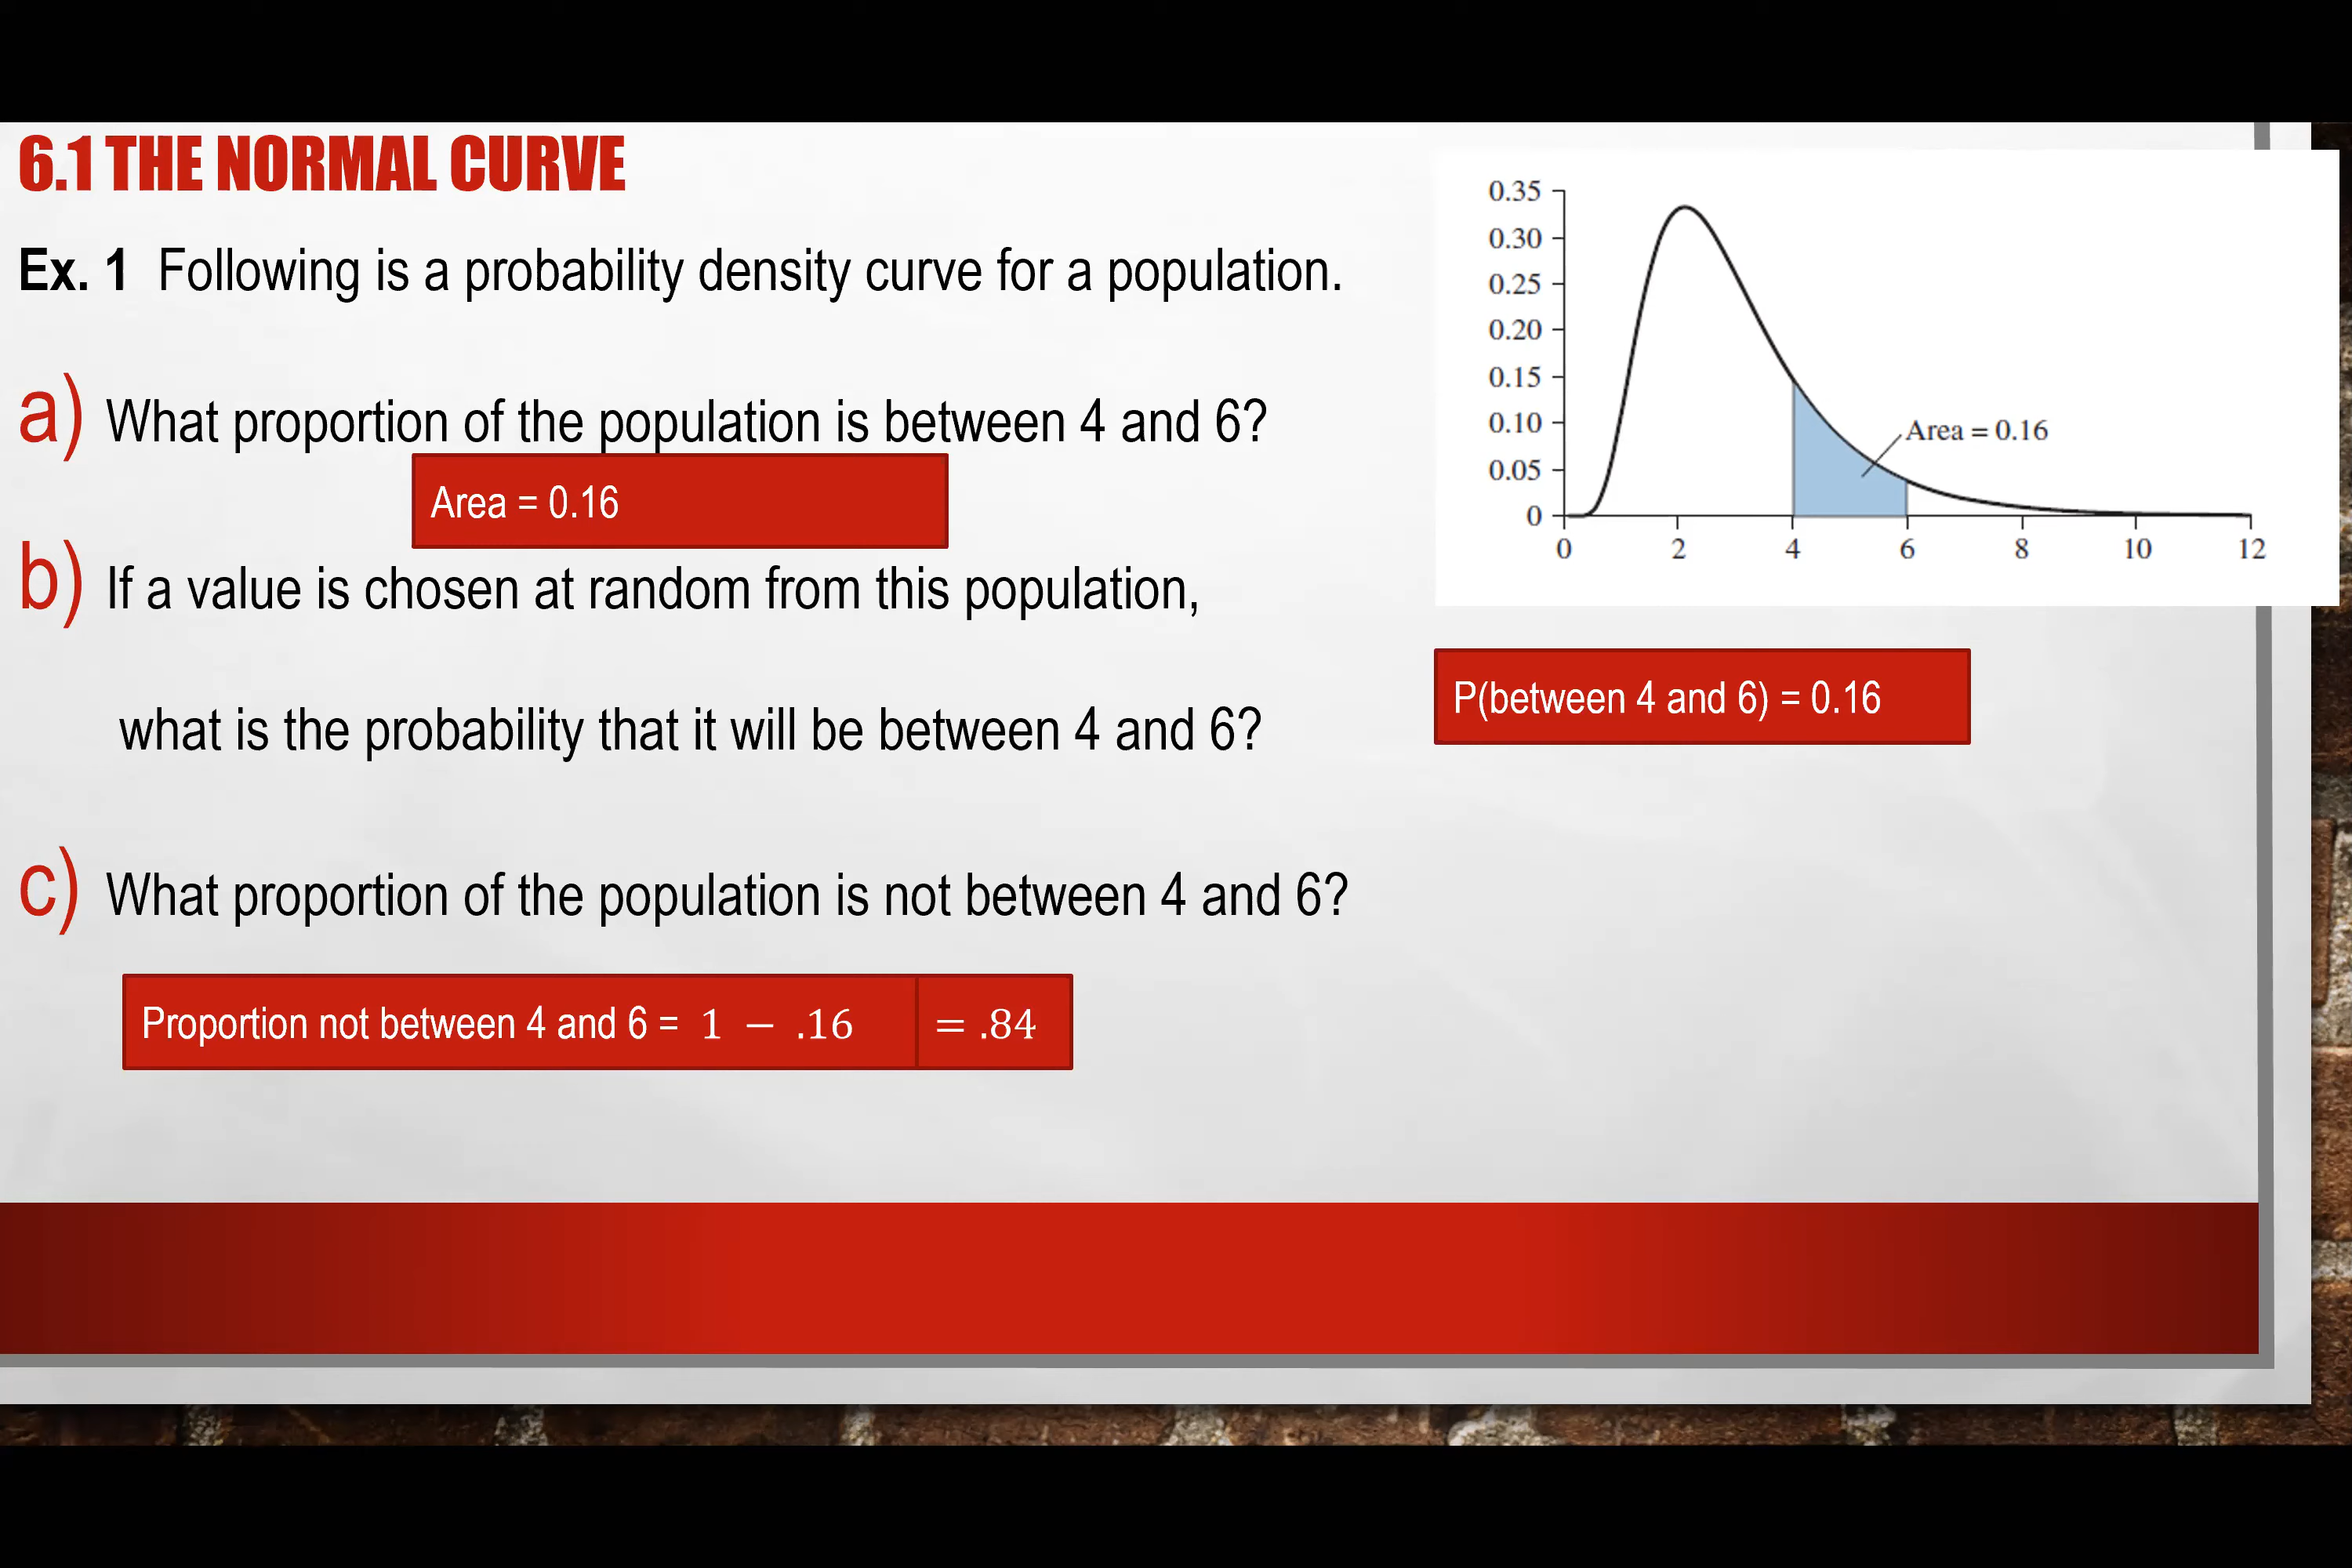 6.1 THE NORMAL CURVE
Ex. 1 Following is a probability density curve for a population.
a) What proportion of the population is between 4 and 6?
Area = 0.16
b) If a value is chosen at random from this population,
what is the probability that it will be between 4 and 6?
c) What proportion of the population is not between 4 and 6?
Proportion not between 4 and 6 = 1 − .16 = .84
0.35
0.30
0.25
0.20
0.15
0.10
0.05
0
Area = 0.16
0 2 4 6 8 10 12
P(between 4 and 6) = 0.16